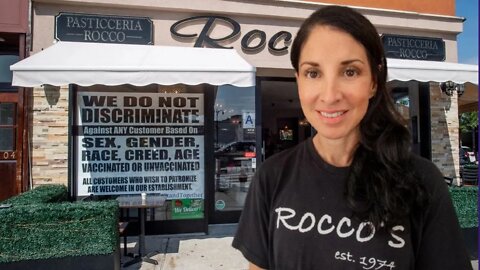 PASTICCERIA
ROCCO
Rocco
PASTICCERIA
ROCCO
WE DO NOT
DISCRIMINATE
Against ANY Customer Based On
SEX, GENDER,
RACE, CREED, AGE
VACCINATED or UNVACCINATED
ALL CUSTOMERS WHO WISH TO PATRONIZE
ARE WELCOME IN OUR ESTABLISHMENT.
A
04
ROCCO'S
est. 1974